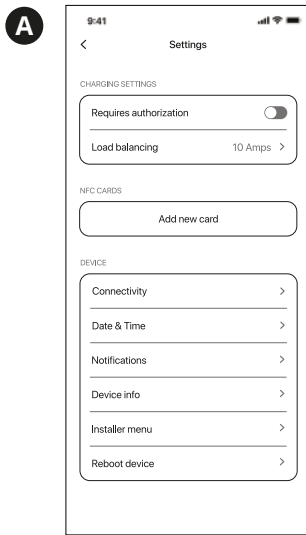 A
9:41
Settings
CHARGING SETTINGS
Requires authorization
Load balancing 10 Amps
NFC CARDS
Add new card
DEVICE
Connectivity
Date & Time
Notifications
Device info
Installer menu
Reboot device